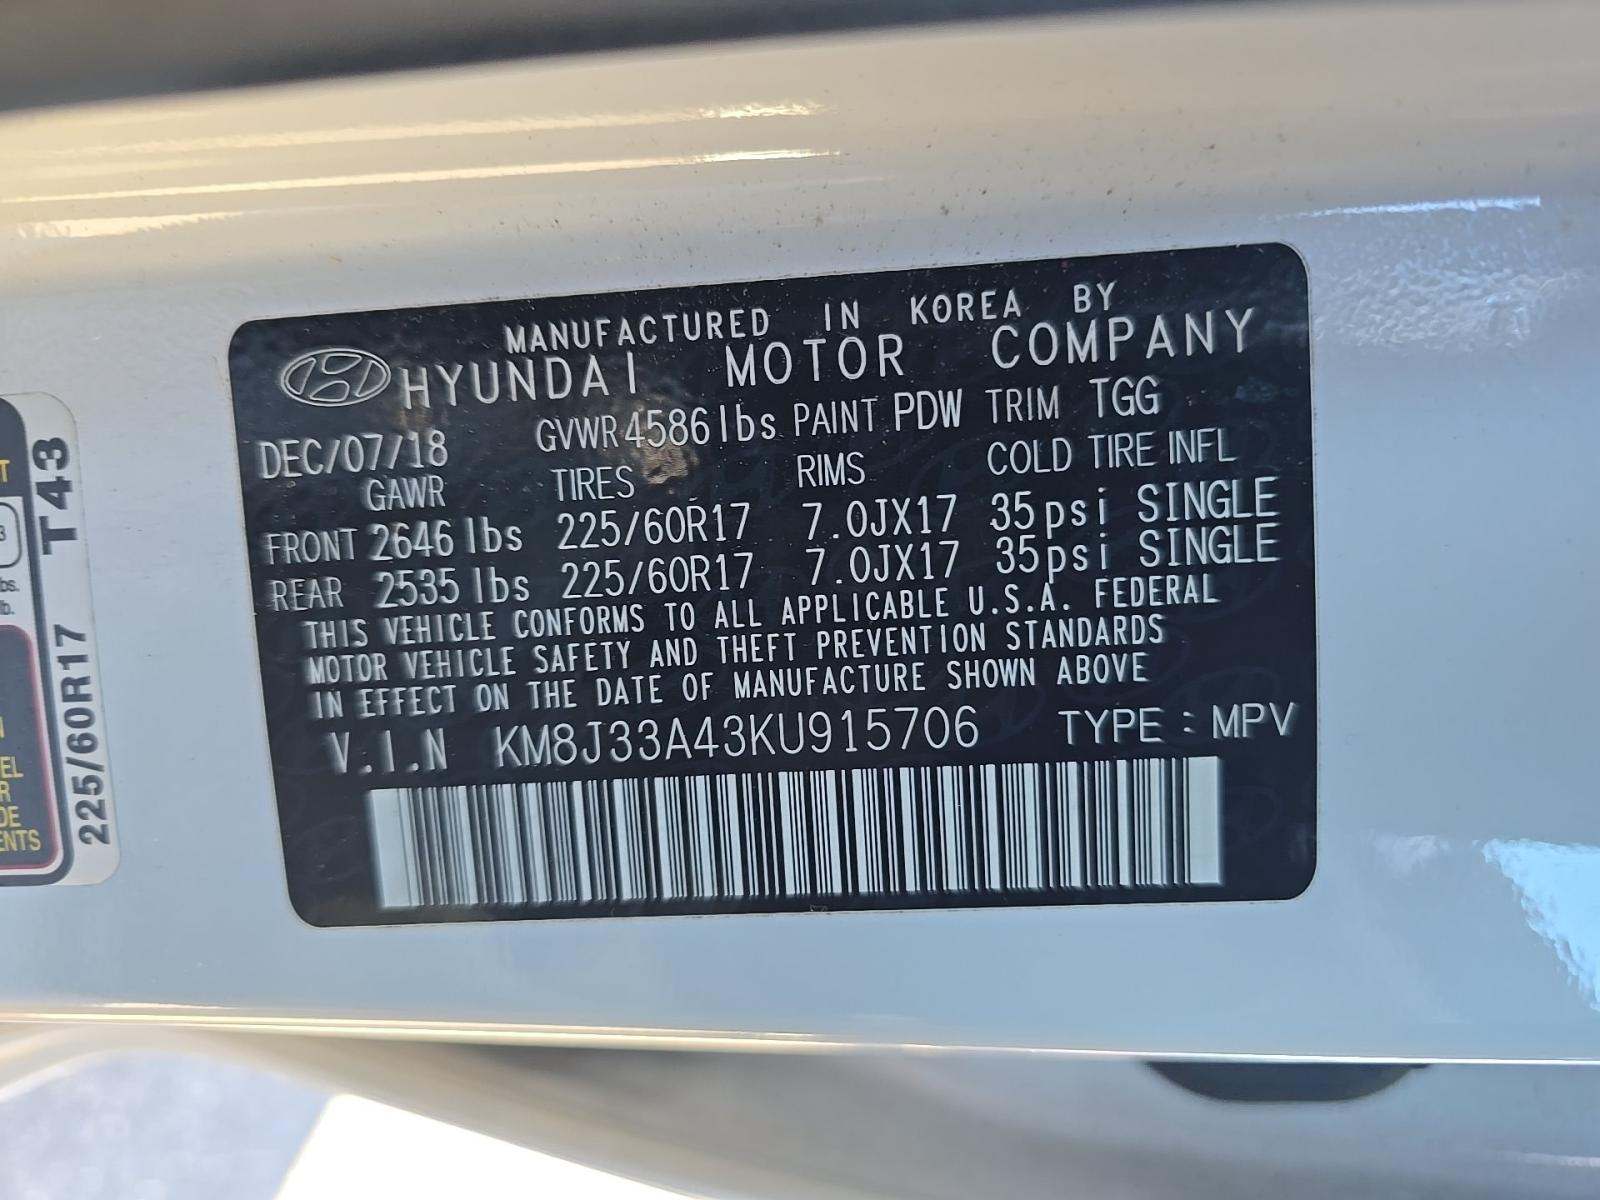 MANUFACTURED IN KOREA BY
HYUNDAI MOTOR COMPANY
DEC/07/18 GVWR 4586 lbs PAINT PDW TRIM TGG
GAWR TIRES RIMS COLD TIRE INFL
FRONT 2646 lbs 225/60R17 7.0JX17 35psi SINGLE
REAR 2535 lbs 225/60R17 7.0JX17 35psi SINGLE
THIS VEHICLE CONFORMS TO ALL APPLICABLE U.S.A. FEDERAL
MOTOR VEHICLE SAFETY AND THEFT PREVENTION STANDARDS
IN EFFECT ON THE DATE OF MANUFACTURE SHOWN ABOVE
V.I.N KM8J33A43KU915706 TYPE : MPV
225/60R17 T43